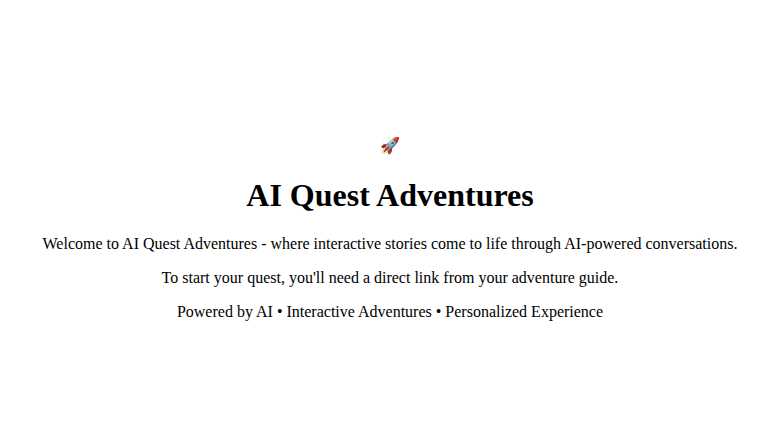 AI Quest Adventures
Welcome to AI Quest Adventures - where interactive stories come to life through AI-powered conversations.
To start your quest, you'll need a direct link from your adventure guide.
Powered by AI • Interactive Adventures • Personalized Experience